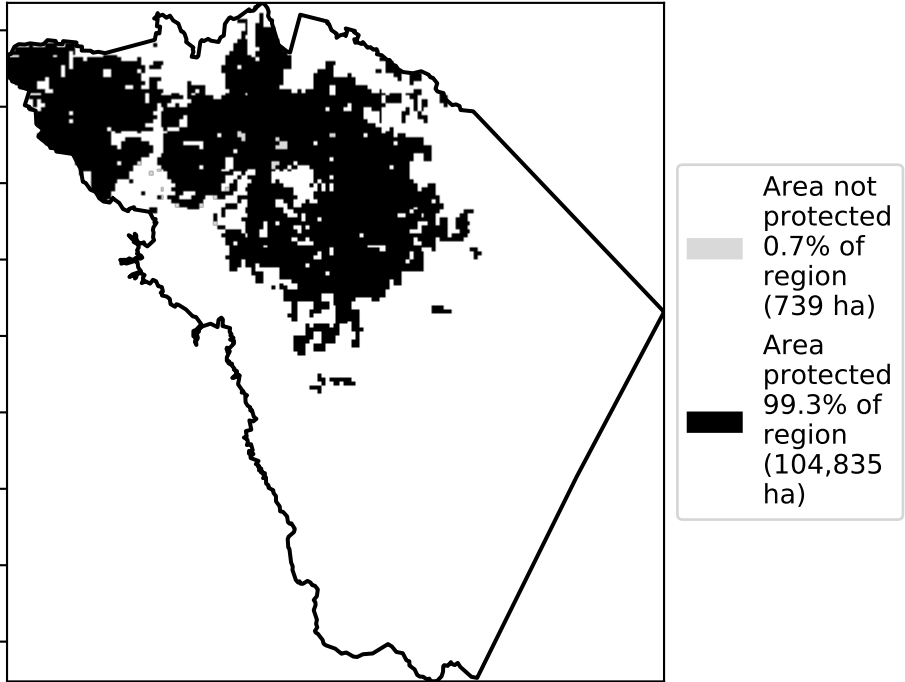 Area not
protected
0.7% of
region
(739 ha)
Area
protected
99.3% of
region
(104,835
ha)